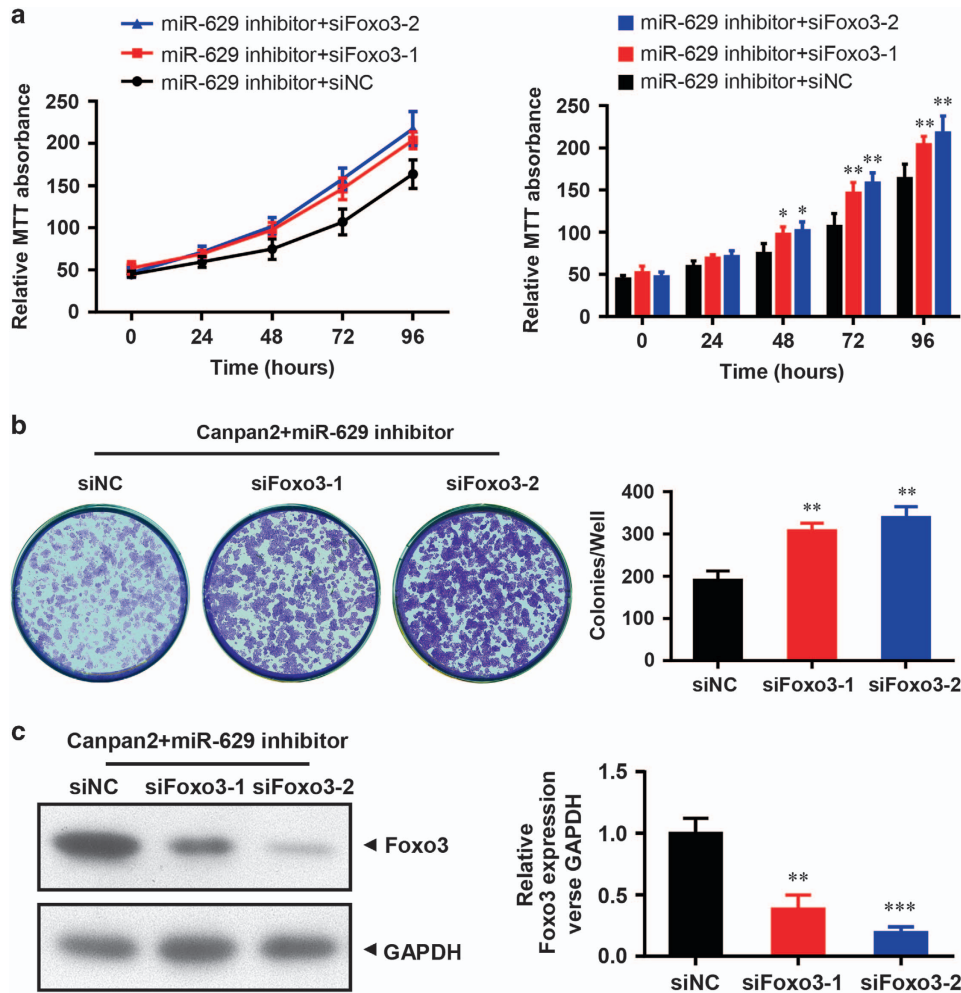 a
miR-629 inhibitor+siFoxo3-2
miR-629 inhibitor+siFoxo3-1
miR-629 inhibitor+siNC
Relative MTT absorbance
250
200
150
100
50
0
0 24 48 72 96
Time (hours)
miR-629 inhibitor+siFoxo3-2
miR-629 inhibitor+siFoxo3-1
miR-629 inhibitor+siNC
Relative MTT absorbance
250
200
150
100
50
0
* * ** ** ** **
0 24 48 72 96
Time (hours)
b
Canpan2+miR-629 inhibitor
siNC siFoxo3-1 siFoxo3-2
Colonies/Well
400
300
200
100
0
** **
siNC siFoxo3-1 siFoxo3-2
c
Canpan2+miR-629 inhibitor
siNC siFoxo3-1 siFoxo3-2
Foxo3
GAPDH
Relative
Foxo3 expression
verse GAPDH
1.5
1.0
0.5
0.0
** ***
siNC siFoxo3-1 siFoxo3-2